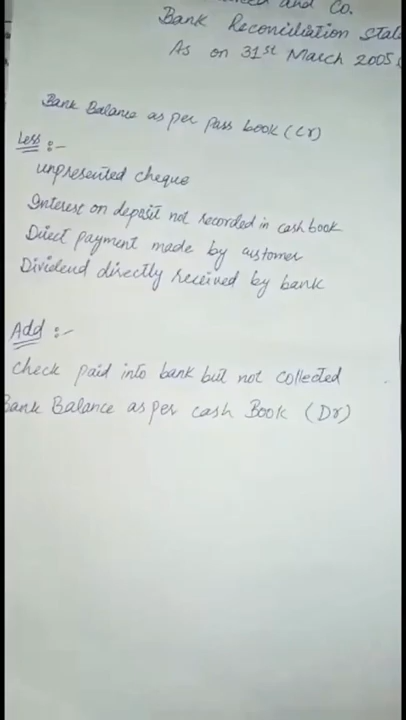 and Co.
Bank Reconciliation
As on 31st March 2005
Bank Balance as per pass book (Cr)
Less :-
unpresented cheque
Interest on deposit not recorded in cash book
Direct payment made by customer
Dividend directly received by bank
Add :-
check paid into bank but not collected
Bank Balance as per cash Book (Dr)